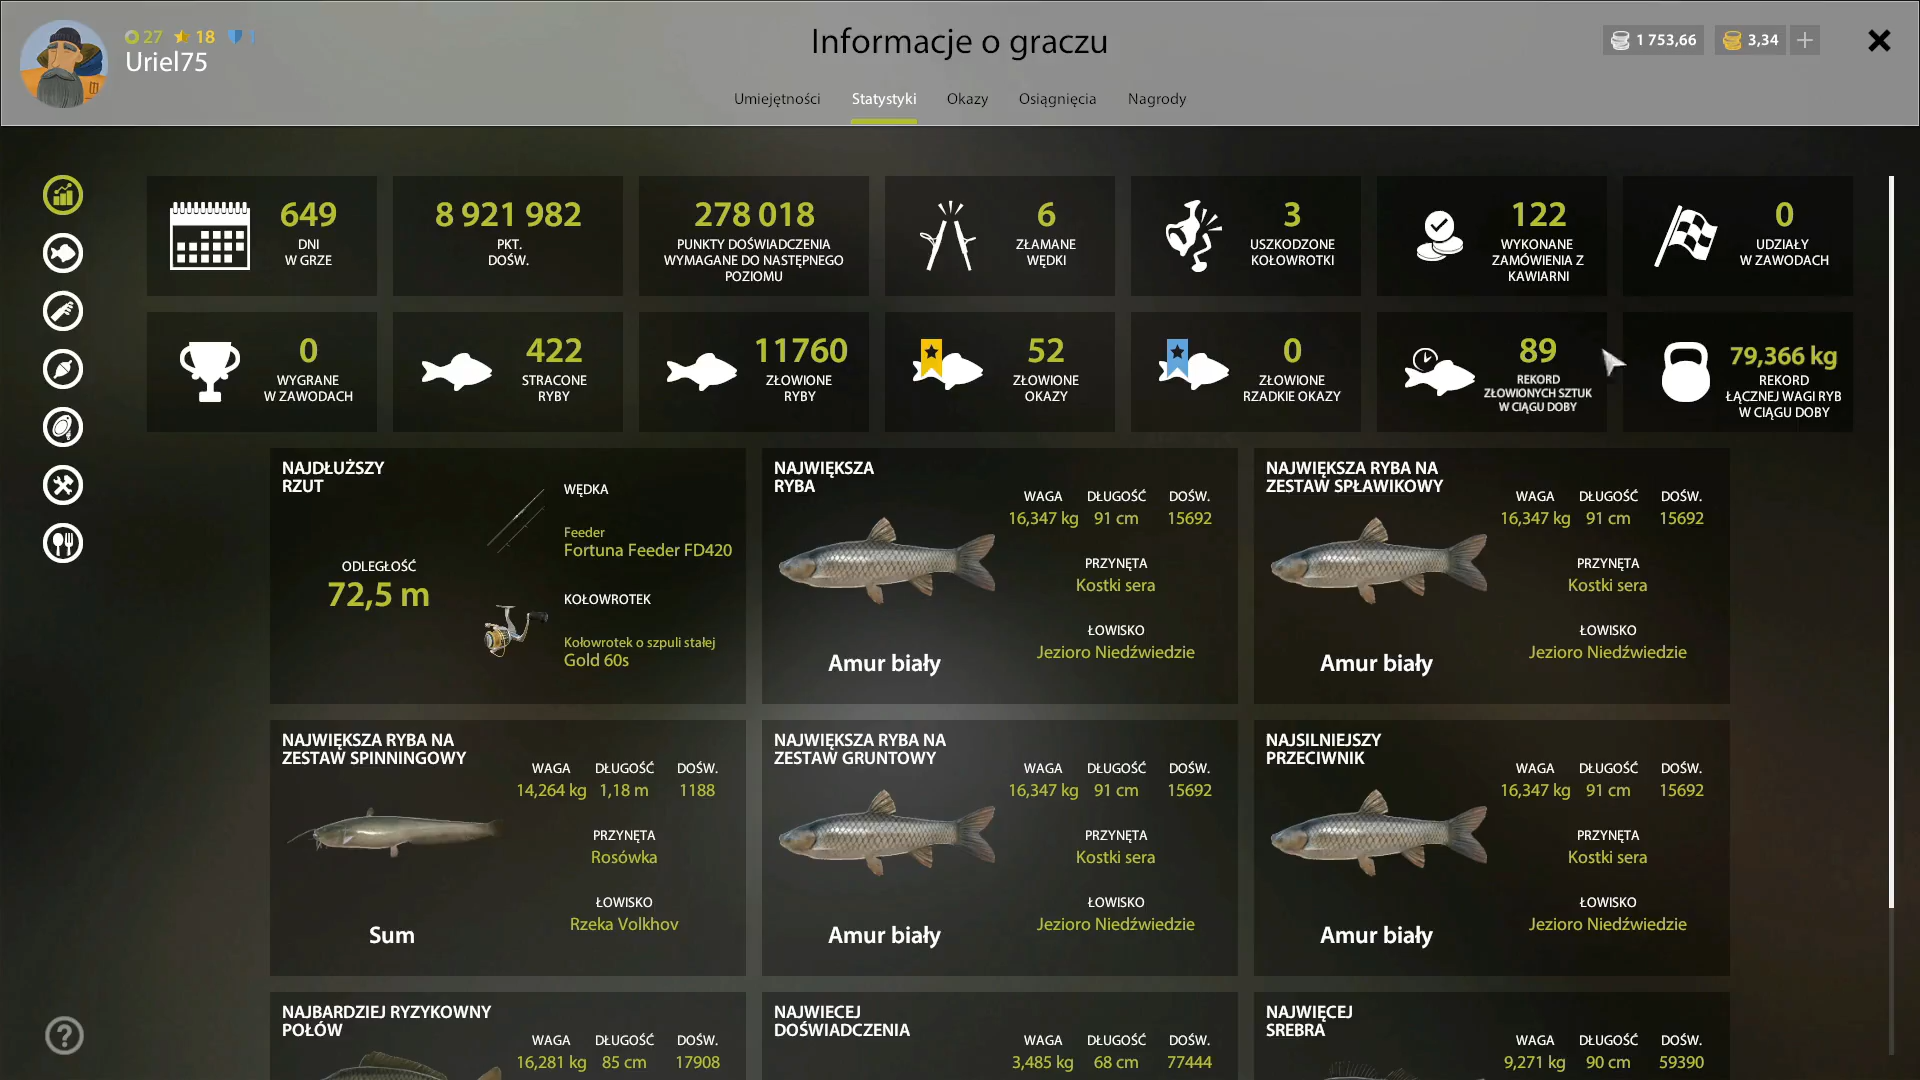 27 18
Uriel75
Informacje o graczu
1 753,66 3,34 +
Umiejętności Statystyki Okazy Osiągnięcia Nagrody
649
DNI
W GRZE
8 921 982
PKT.
DOŚW.
278 018
PUNKTY DOŚWIADCZENIA
WYMAGANE DO NASTĘPNEGO
POZIOMU
6
ZŁAMANE
WĘDKI
3
USZKODZONE
KOŁOWROTKI
122
WYKONANE
ZAMÓWIENIA Z
KAWIARNI
0
UDZIAŁY
W ZAWODACH
0
WYGRANE
W ZAWODACH
422
STRACONE
RYBY
11760
ZŁOWIONE
RYBY
52
ZŁOWIONE
OKAZY
0
ZŁOWIONE
RZADKIE OKAZY
89
REKORD
ZŁOWIONYCH SZTUK
W CIĄGU DOBY
79,366 kg
REKORD
ŁĄCZNEJ WAGI RYB
W CIĄGU DOBY
NAJDŁUŻSZY
RZUT
ODLEGŁOŚĆ
72,5 m
WĘDKA
Feeder
Fortuna Feeder FD420
KOŁOWROTEK
Kołowrotek o szpuli stałej
Gold 60s
NAJWIĘKSZA
RYBA
WAGA DŁUGOŚĆ DOŚW.
16,347 kg 91 cm 15692
PRZYNĘTA
Kostki sera
ŁOWISKO
Jezioro Niedźwiedzie
Amur biały
NAJWIĘKSZA RYBA NA
ZESTAW SPŁAWIKOWY
WAGA DŁUGOŚĆ DOŚW.
16,347 kg 91 cm 15692
PRZYNĘTA
Kostki sera
ŁOWISKO
Jezioro Niedźwiedzie
Amur biały
NAJWIĘKSZA RYBA NA
ZESTAW SPINNINGOWY
WAGA DŁUGOŚĆ DOŚW.
14,264 kg 1,18 m 1188
PRZYNĘTA
Rosówka
ŁOWISKO
Rzeka Volkhov
Sum
NAJWIĘKSZA RYBA NA
ZESTAW GRUNTOWY
WAGA DŁUGOŚĆ DOŚW.
16,347 kg 91 cm 15692
PRZYNĘTA
Kostki sera
ŁOWISKO
Jezioro Niedźwiedzie
Amur biały
NAJSILNIEJSZY
PRZECIWNIK
WAGA DŁUGOŚĆ DOŚW.
16,347 kg 91 cm 15692
PRZYNĘTA
Kostki sera
ŁOWISKO
Jezioro Niedźwiedzie
Amur biały
NAJBARDZIEJ RYZYKOWNY
POŁÓW
WAGA DŁUGOŚĆ DOŚW.
16,281 kg 85 cm 17908
NAJWIECEJ
DOŚWIADCZENIA
WAGA DŁUGOŚĆ DOŚW.
3,485 kg 68 cm 77444
NAJWIĘCEJ
SREBRA
WAGA DŁUGOŚĆ DOŚW.
9,271 kg 90 cm 59390
?